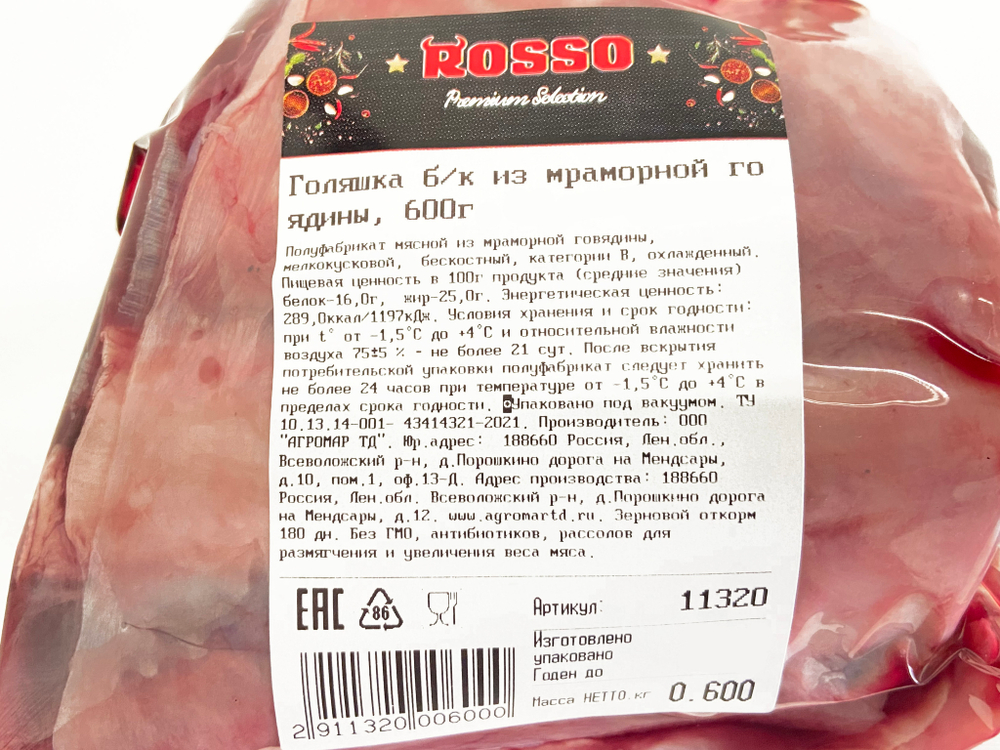 ROSSO
Premium Selection
Голяшка б/к из мраморной го
ядины, 600г
Полуфабрикат мясной из мраморной говядины,
мелкокусковой, бескостный, категории В, охлажденный.
Пищевая ценность в 100г продукта (средние значения)
белок-16,0г, жир-25,0г. Энергетическая ценность:
289,0ккал/1197кДж. Условия хранения и срок годности:
при t° от -1,5°С до +4°С и относительной влажности
воздуха 75±5 % - не более 21 сут. После вскрытия
потребительской упаковки полуфабрикат следует хранить
не более 24 часов при температуре от -1,5°С до +4°С в
пределах срока годности. Упаковано под вакуумом. ТУ
10.13.14-001- 43414321-2021. Производитель: ООО
"АГРОМАР ТД". Юр.адрес: 188660 Россия, Лен.обл.,
Всеволожский р-н, д.Порошкино дорога на Мендсары,
д.10, пом.1, оф.13-Д. Адрес производства: 188660
Россия, Лен.обл. Всеволожский р-н, д.Порошкино дорога
на Мендсары, д.12. www.agromartd.ru. Зерновой откорм
180 дн. Без ГМО, антибиотиков, рассолов для
размягчения и увеличения веса мяса.
EAC 86
Артикул: 11320
Изготовлено
упаковано
Годен до
Масса НЕТТО.кг 0.600
2 911320 006000